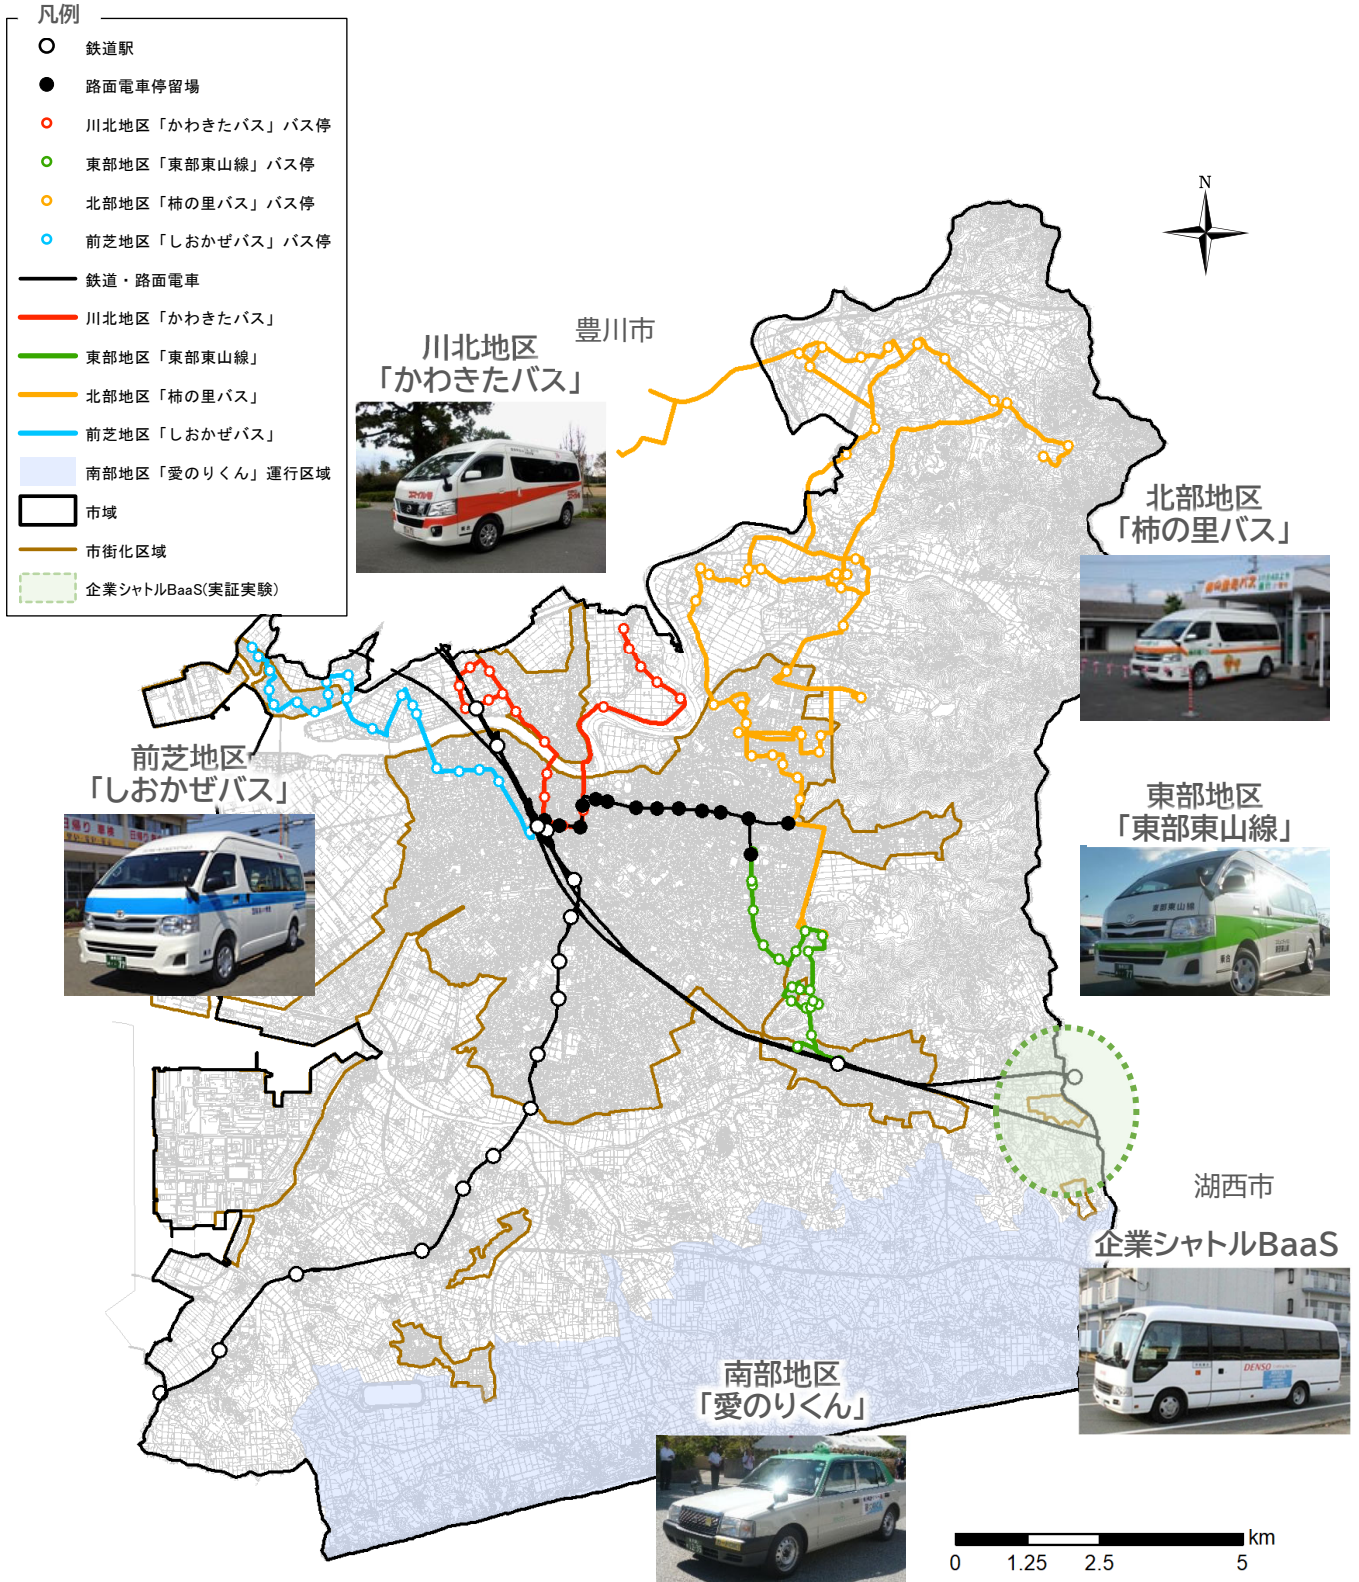 凡例
鉄道駅
路面電車停留場
川北地区「かわきたバス」バス停
東部地区「東部東山線」バス停
北部地区「柿の里バス」バス停
前芝地区「しおかぜバス」バス停
鉄道・路面電車
川北地区「かわきたバス」
東部地区「東部東山線」
北部地区「柿の里バス」
前芝地区「しおかぜバス」
南部地区「愛のりくん」運行区域
市域
市街化区域
企業シャトルBaaS(実証実験)
N
豊川市
川北地区
「かわきたバス」
北部地区
「柿の里バス」
前芝地区
「しおかぜバス」
東部地区
「東部東山線」
東部東山線
湖西市
企業シャトルBaaS
DENSO
南部地区
「愛のりくん」
km
0 1.25 2.5 5